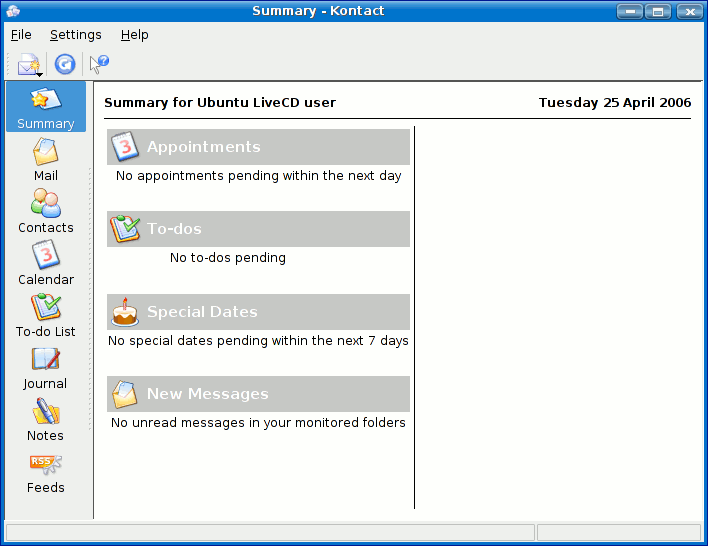 Summary - Kontact
File Settings Help
Summary
Mail
Contacts
3
Calendar
To-do List
Journal
Notes
RSS
Feeds
Summary for Ubuntu LiveCD user
Tuesday 25 April 2006
3
Appointments
No appointments pending within the next day
To-dos
No to-dos pending
Special Dates
No special dates pending within the next 7 days
New Messages
No unread messages in your monitored folders